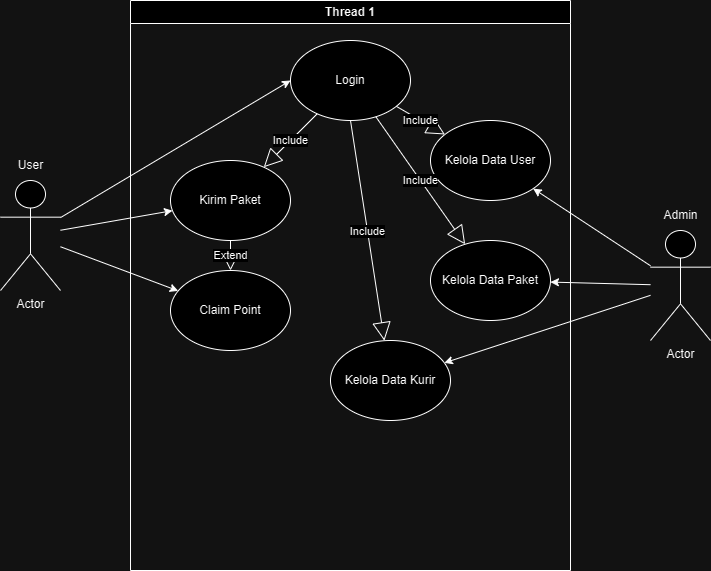 Thread 1
Login
Include
Include
Kelola Data User
User
Kirim Paket
Include
Admin
Include
Extend
Kelola Data Paket
Actor
Claim Point
Actor
Kelola Data Kurir